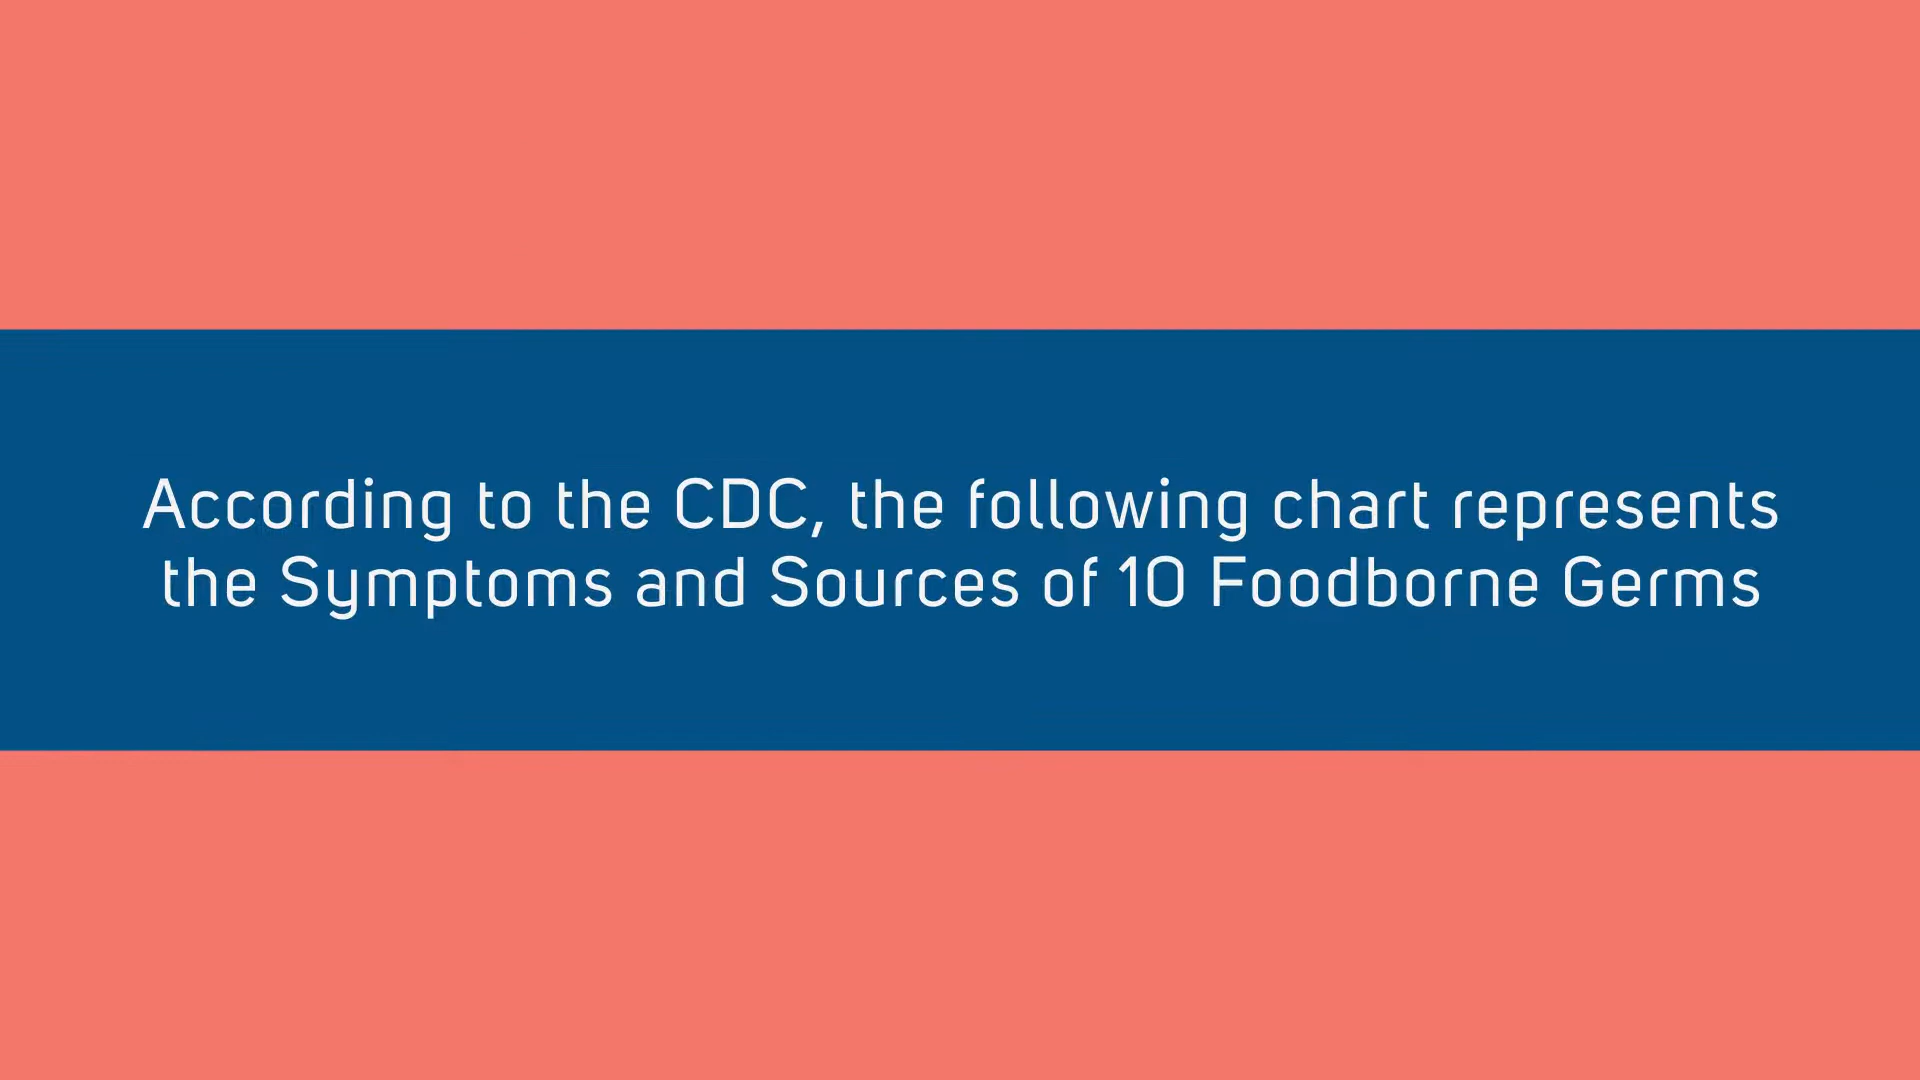 According to the CDC, the following chart represents
the Symptoms and Sources of 10 Foodborne Germs